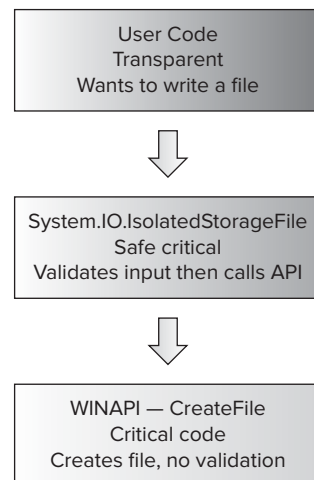 User Code
Transparent
Wants to write a file
System.IO.IsolatedStorageFile
Safe critical
Validates input then calls API
WINAPI — CreateFile
Critical code
Creates file, no validation